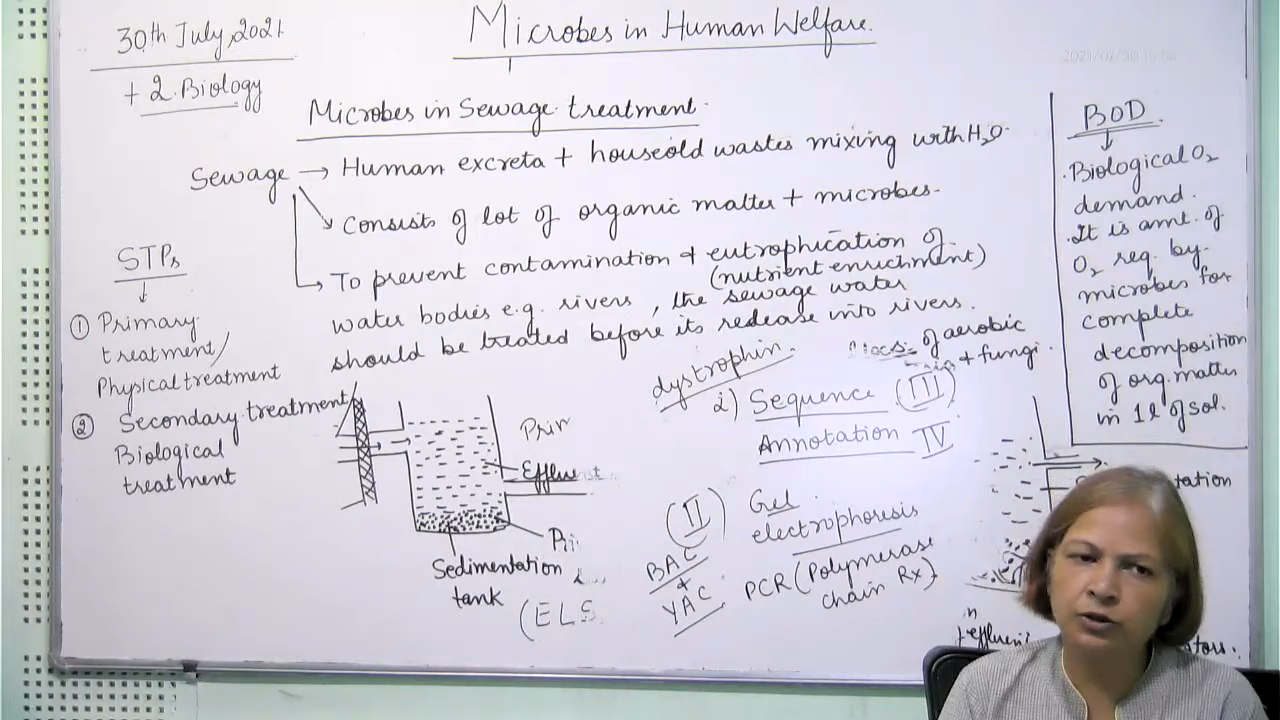 30th July, 2021
+ 2 Biology
Microbes in Human Welfare.
Microbes in Sewage treatment.
Sewage → Human excreta + houseold wastes mixing with H2O.
Consists of lot of organic matter + microbes.
To prevent contamination & eutrophication of
(nutrient enrichment)
water bodies e.g. rivers, the sewage water
should be treated before its release into rivers.
STPs
① Primary
treatment/
Physical treatment
② Secondary treatment
Biological
treatment
Effluent
Sedimentation
tank
(ELS
dystrophin.
of aerobic
+ fungi.
i) Sequence (III)
Annotation IV
(II) Gel
electrophoresis
BAC
+
YAC
PCR (Polymerase
chain Rx)
BOD
Biological O2
demand.
It is amt. of
O2 req. by
microbes for
complete
decomposition
of org. matter
in 1l of sol.